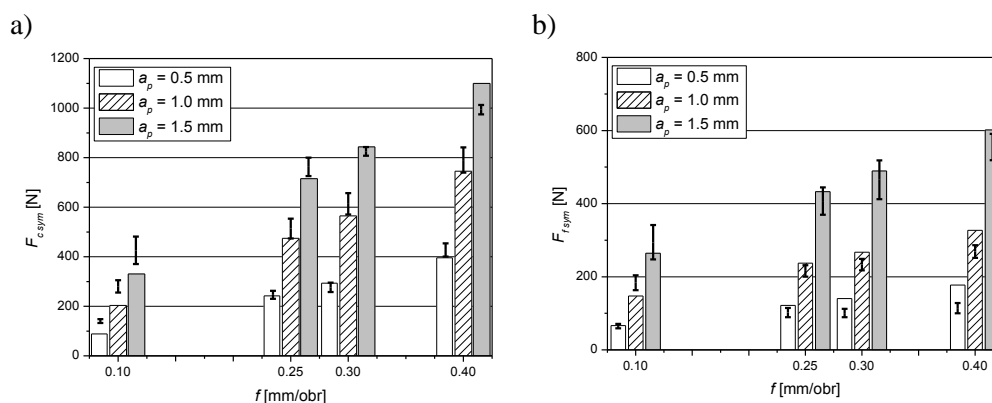 a)
1200
1000
800
600
400
200
0
F_c sym [N]
a_p = 0.5 mm
a_p = 1.0 mm
a_p = 1.5 mm
0.10
0.25
0.30
0.40
f [mm/obr]
b)
800
600
400
200
0
F_f sym [N]
a_p = 0.5 mm
a_p = 1.0 mm
a_p = 1.5 mm
0.10
0.25
0.30
0.40
f [mm/obr]